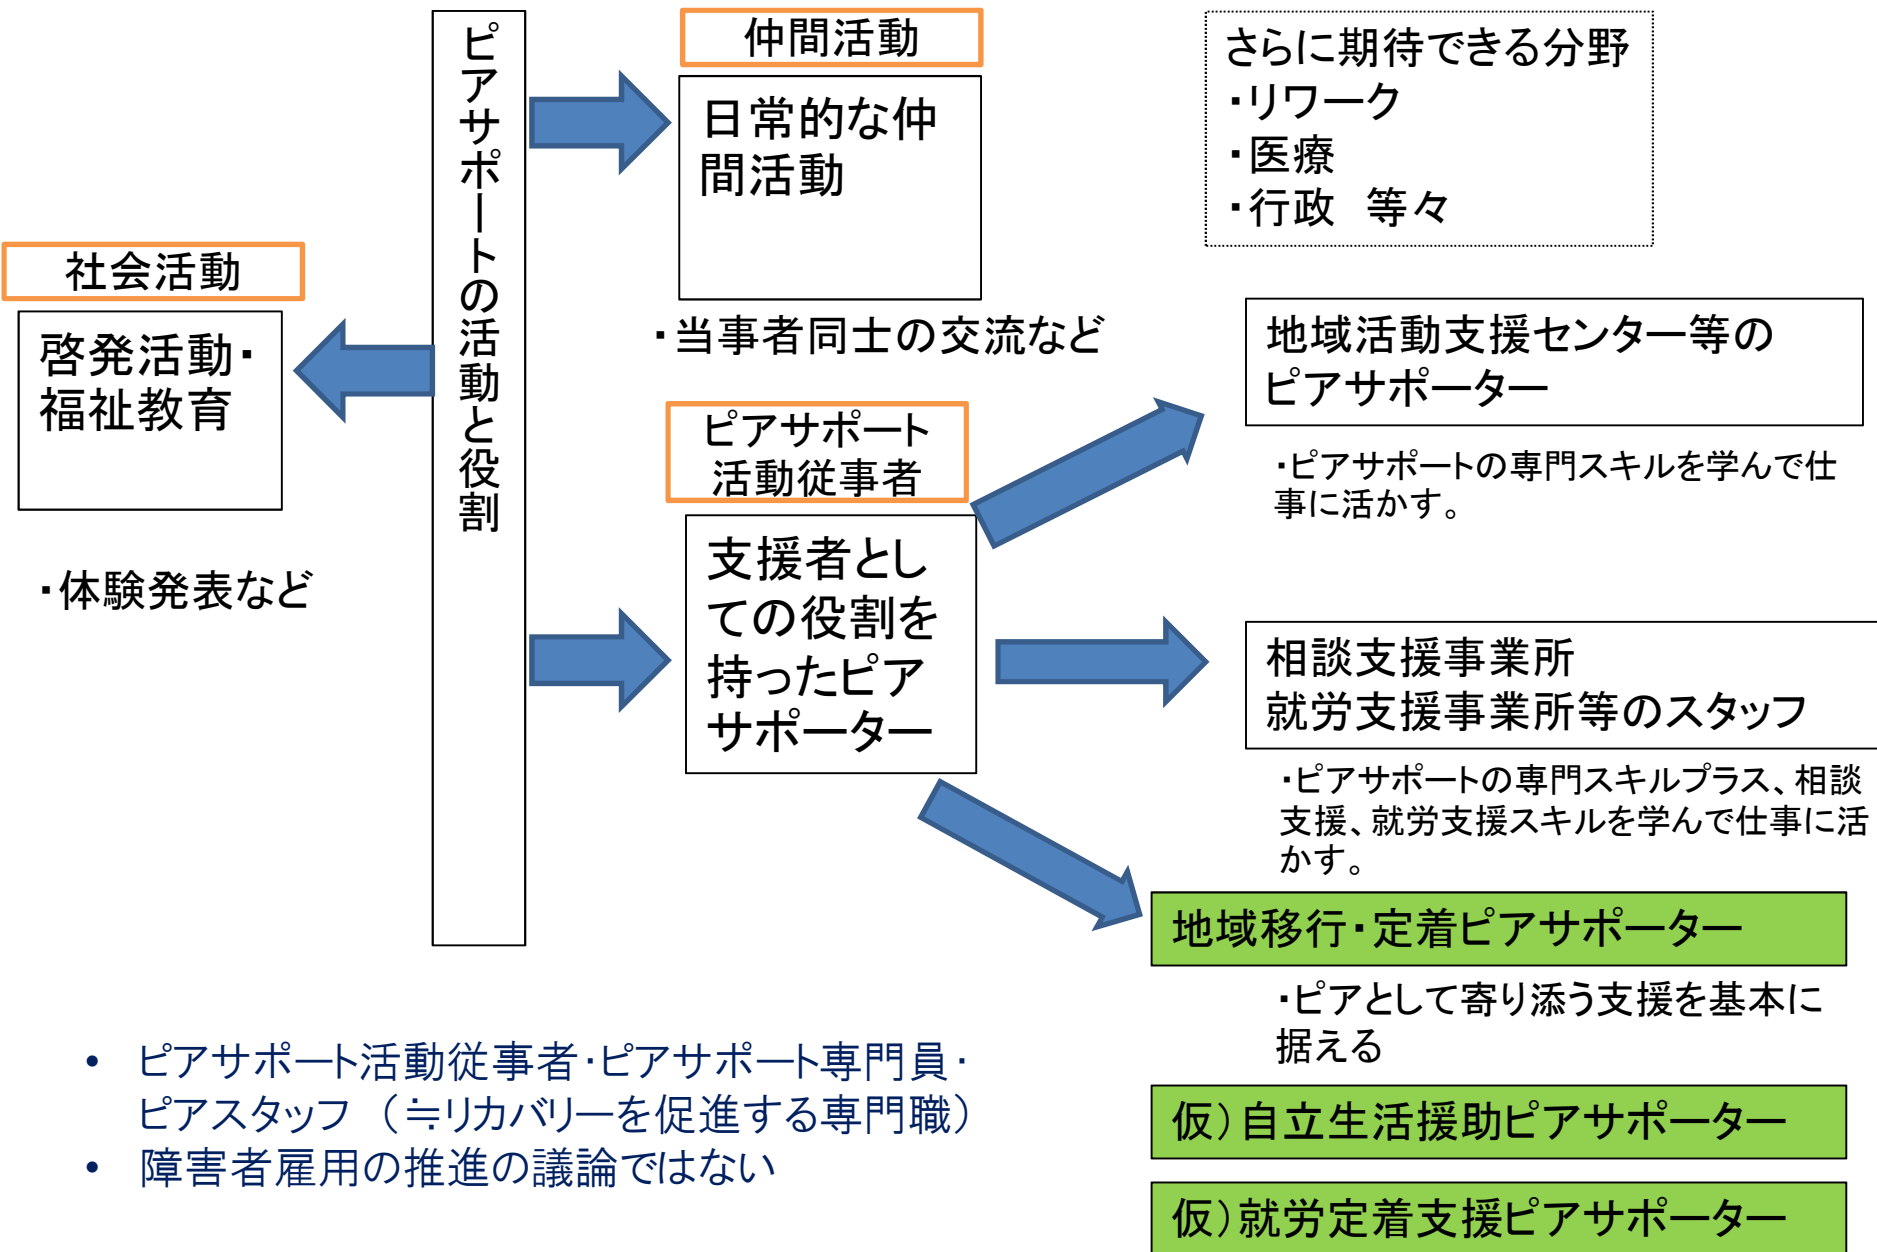 ピアサポートの活動と役割
社会活動
啓発活動・
福祉教育
・体験発表など
仲間活動
日常的な仲
間活動
・当事者同士の交流など
ピアサポート
活動従事者
支援者とし
ての役割を
持ったピア
サポーター
さらに期待できる分野
・リワーク
・医療
・行政　等々
地域活動支援センター等の
ピアサポーター
・ピアサポートの専門スキルを学んで仕
事に活かす。
相談支援事業所
就労支援事業所等のスタッフ
・ピアサポートの専門スキルプラス、相談
支援、就労支援スキルを学んで仕事に活
かす。
地域移行・定着ピアサポーター
・ピアとして寄り添う支援を基本に
据える
仮）自立生活援助ピアサポーター
仮）就労定着支援ピアサポーター
• ピアサポート活動従事者・ピアサポート専門員・
ピアスタッフ （≒リカバリーを促進する専門職）
• 障害者雇用の推進の議論ではない